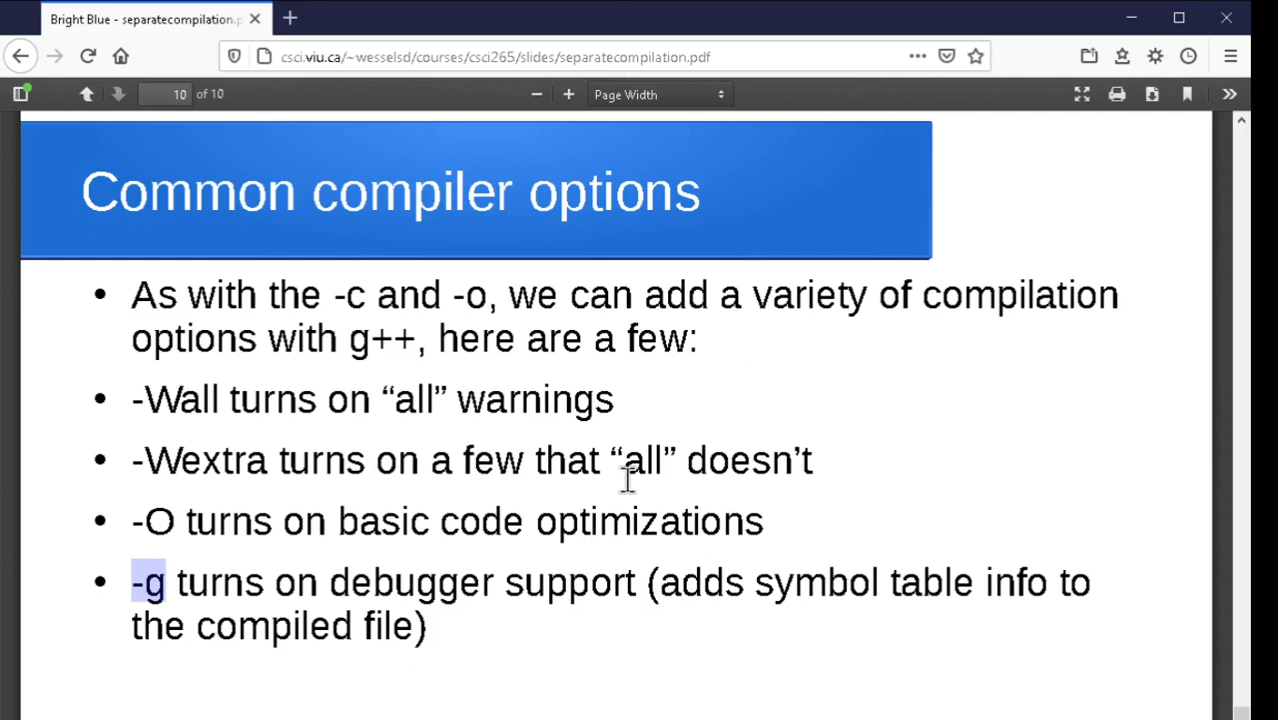 Bright Blue - separatecompilation.p
csci.viu.ca/~wesselsd/courses/csci265/slides/separatecompilation.pdf
10 of 10
Page Width
Common compiler options
• As with the -c and -o, we can add a variety of compilation
options with g++, here are a few:
• -Wall turns on “all” warnings
• -Wextra turns on a few that “all” doesn’t
• -O turns on basic code optimizations
• -g turns on debugger support (adds symbol table info to
the compiled file)